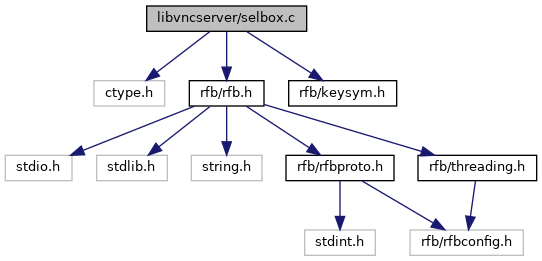 libvncserver/selbox.c
ctype.h
rfb/rfb.h
rfb/keysym.h
stdio.h
stdlib.h
string.h
rfb/rfbproto.h
rfb/threading.h
stdint.h
rfb/rfbconfig.h